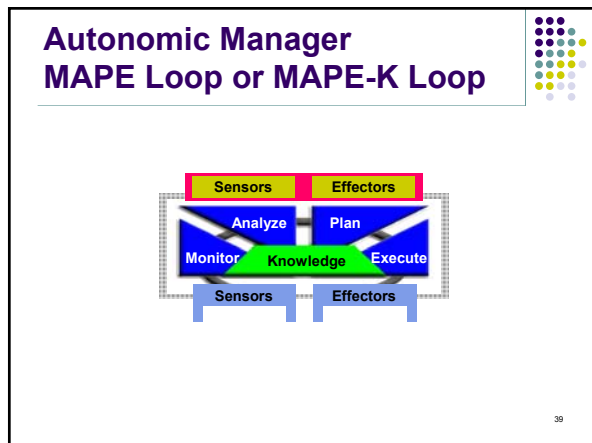 Autonomic Manager
MAPE Loop or MAPE-K Loop
Sensors Effectors
Analyze Plan
Monitor Knowledge Execute
Sensors Effectors
39